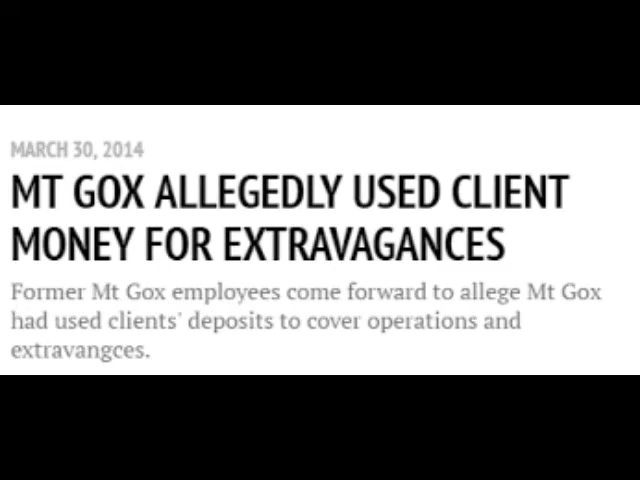 MARCH 30, 2014
MT GOX ALLEGEDLY USED CLIENT
MONEY FOR EXTRAVAGANCES
Former Mt Gox employees come forward to allege Mt Gox
had used clients' deposits to cover operations and
extravangces.